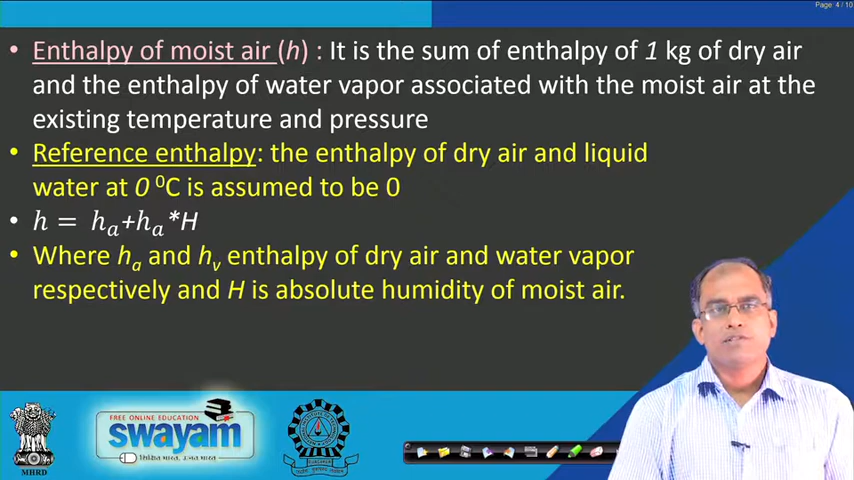 Page 4 / 10
• Enthalpy of moist air (h) : It is the sum of enthalpy of 1 kg of dry air
and the enthalpy of water vapor associated with the moist air at the
existing temperature and pressure
• Reference enthalpy: the enthalpy of dry air and liquid
water at 0 ⁰C is assumed to be 0
• h = hₐ+hₐ*H
• Where hₐ and hᵥ enthalpy of dry air and water vapor
respectively and H is absolute humidity of moist air.
FREE ONLINE EDUCATION
swayam
शिक्षित भारत, उन्नत भारत
MHRD